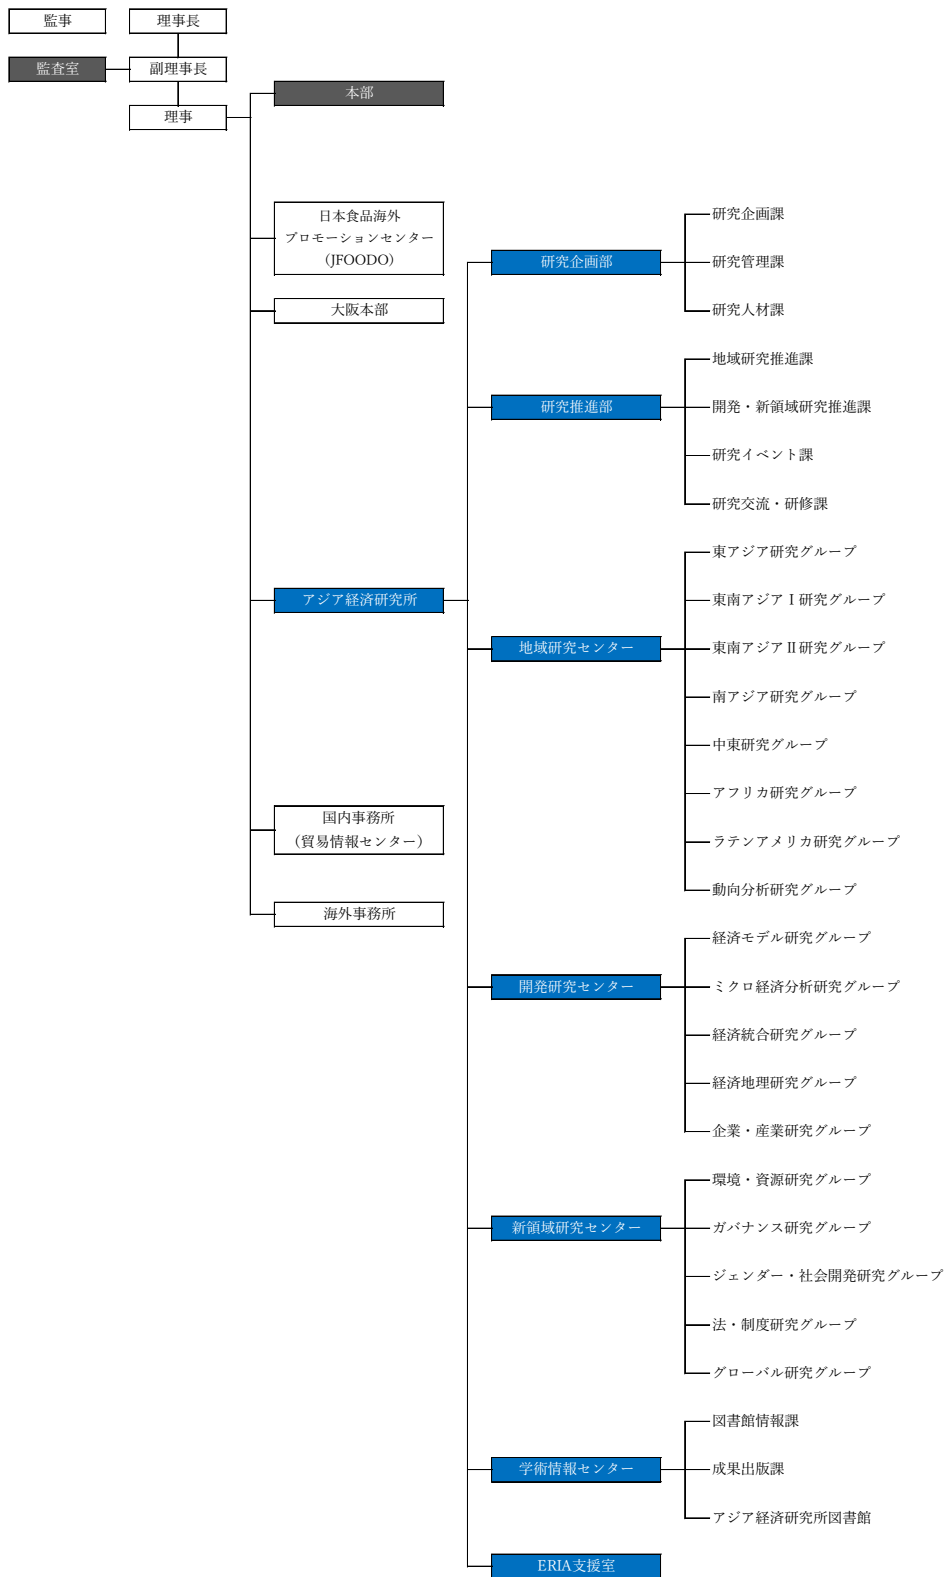 監事
理事長
監査室
副理事長
理事
本部
日本食品海外
プロモーションセンター
（JFOODO）
大阪本部
アジア経済研究所
国内事務所
（貿易情報センター）
海外事務所
研究企画部
研究企画課
研究管理課
研究人材課
研究推進部
地域研究推進課
開発・新領域研究推進課
研究イベント課
研究交流・研修課
地域研究センター
東アジア研究グループ
東南アジアⅠ研究グループ
東南アジアⅡ研究グループ
南アジア研究グループ
中東研究グループ
アフリカ研究グループ
ラテンアメリカ研究グループ
動向分析研究グループ
開発研究センター
経済モデル研究グループ
ミクロ経済分析研究グループ
経済統合研究グループ
経済地理研究グループ
企業・産業研究グループ
新領域研究センター
環境・資源研究グループ
ガバナンス研究グループ
ジェンダー・社会開発研究グループ
法・制度研究グループ
グローバル研究グループ
学術情報センター
図書館情報課
成果出版課
アジア経済研究所図書館
ERIA支援室